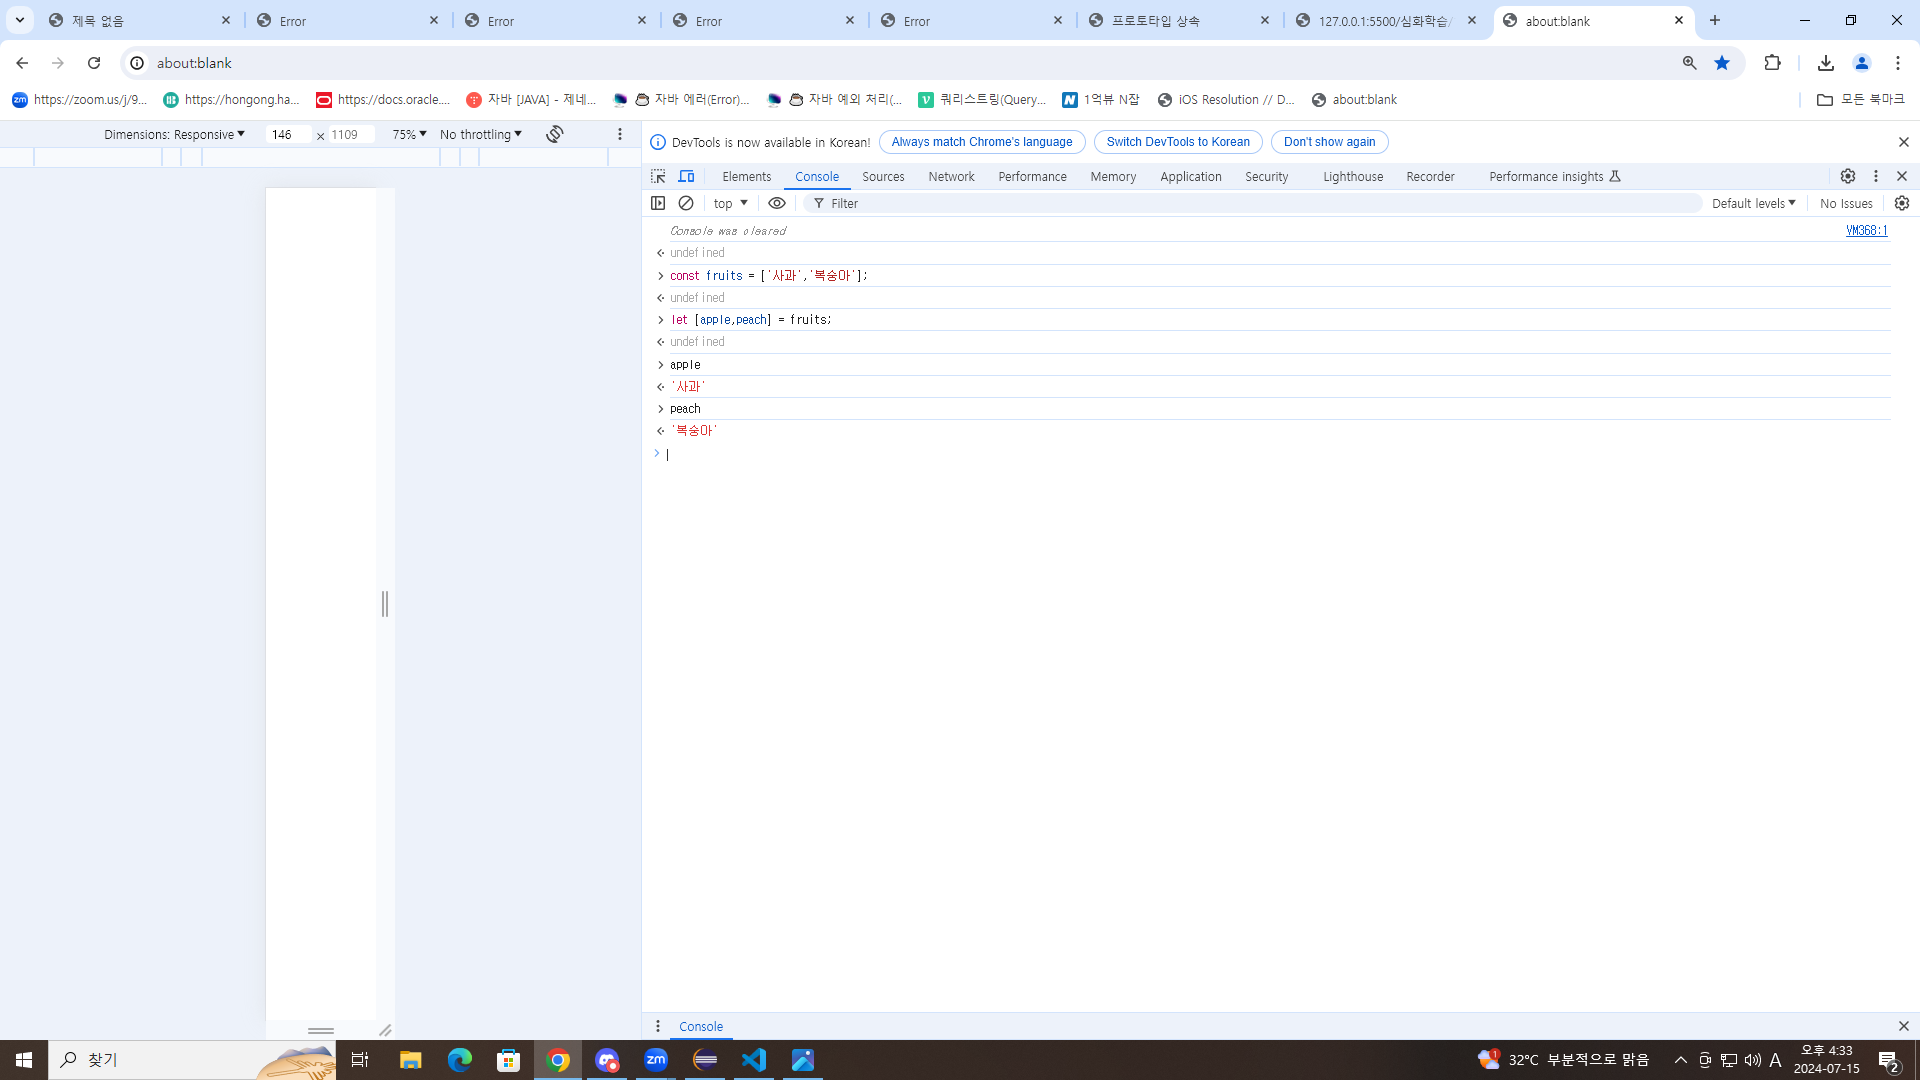 제목 없음
Error
Error
Error
Error
프로토타입 상속
127.0.0.1:5500/심화학습/
about:blank
about:blank
https://zoom.us/j/9...
https://hongong.ha...
https://docs.oracle....
자바 [JAVA] - 제네...
자바 에러(Error)...
자바 예외 처리(...
쿼리스트링(Query...
1억뷰 N잡
iOS Resolution // D...
about:blank
모든 북마크
Dimensions: Responsive
146 × 1109
75%
No throttling
DevTools is now available in Korean!
Always match Chrome's language
Switch DevTools to Korean
Don't show again
Elements
Console
Sources
Network
Performance
Memory
Application
Security
Lighthouse
Recorder
Performance insights
top
Filter
Default levels
No Issues
Console was cleared
VM368:1
undefined
const fruits = ['사과','복숭아'];
undefined
let [apple,peach] = fruits;
undefined
apple
'사과'
peach
'복숭아'
Console
찾기
32°C 부분적으로 맑음
A
오후 4:33
2024-07-15
2